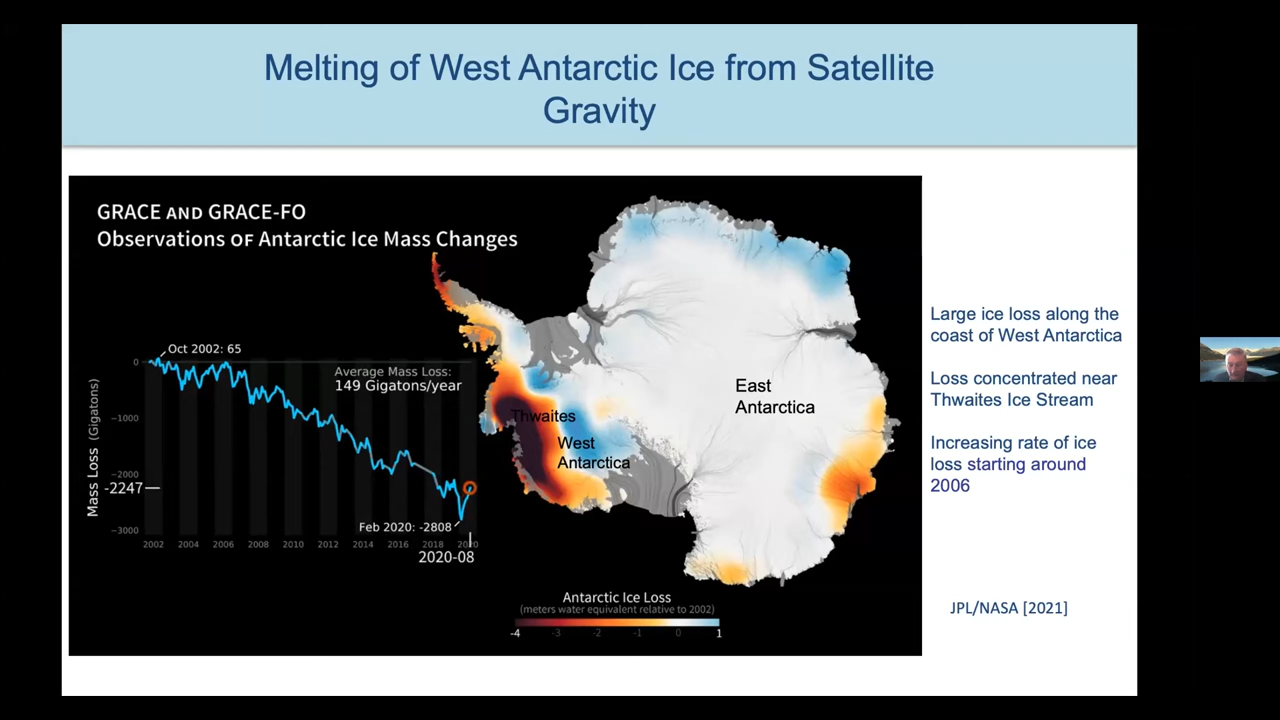 Melting of West Antarctic Ice from Satellite
Gravity
GRACE AND GRACE-FO
Observations of Antarctic Ice Mass Changes
Oct 2002: 65
Average Mass Loss:
149 Gigatons/year
Mass Loss (Gigatons)
0
-1000
-2000
-2247
-3000
Feb 2020: -2808
2002 2004 2006 2008 2010 2012 2014 2016 2018 2020
2020-08
Thwaites
West
Antarctica
East
Antarctica
Antarctic Ice Loss
(meters water equivalent relative to 2002)
-4 -3 -2 -1 0 1
Large ice loss along the
coast of West Antarctica
Loss concentrated near
Thwaites Ice Stream
Increasing rate of ice
loss starting around
2006
JPL/NASA [2021]